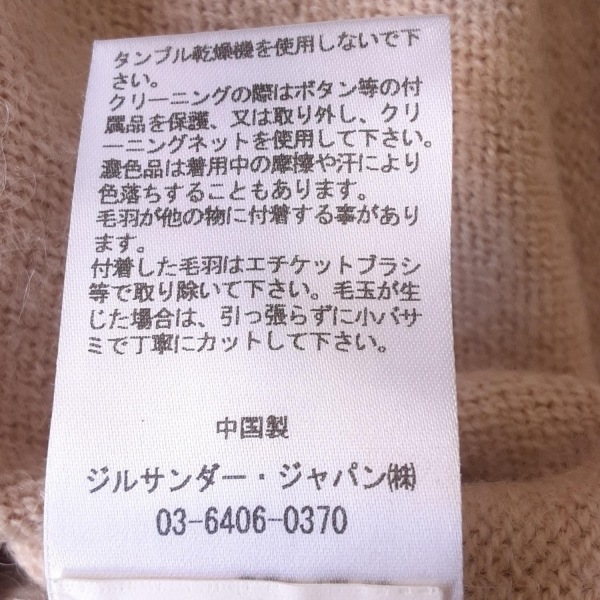 タンブル乾燥機を使用しないで下
さい。
クリーニングの際はボタン等の付
属品を保護、又は取り外し、クリ
ーニングネットを使用して下さい。
濃色品は着用中の摩擦や汗により
色落ちすることもあります。
毛羽が他の物に付着する事があり
ます。
付着した毛羽はエチケットブラシ
等で取り除いて下さい。毛玉が生
じた場合は、引っ張らずに小バサ
ミで丁寧にカットして下さい。
中国製
ジルサンダー・ジャパン㈱
03-6406-0370